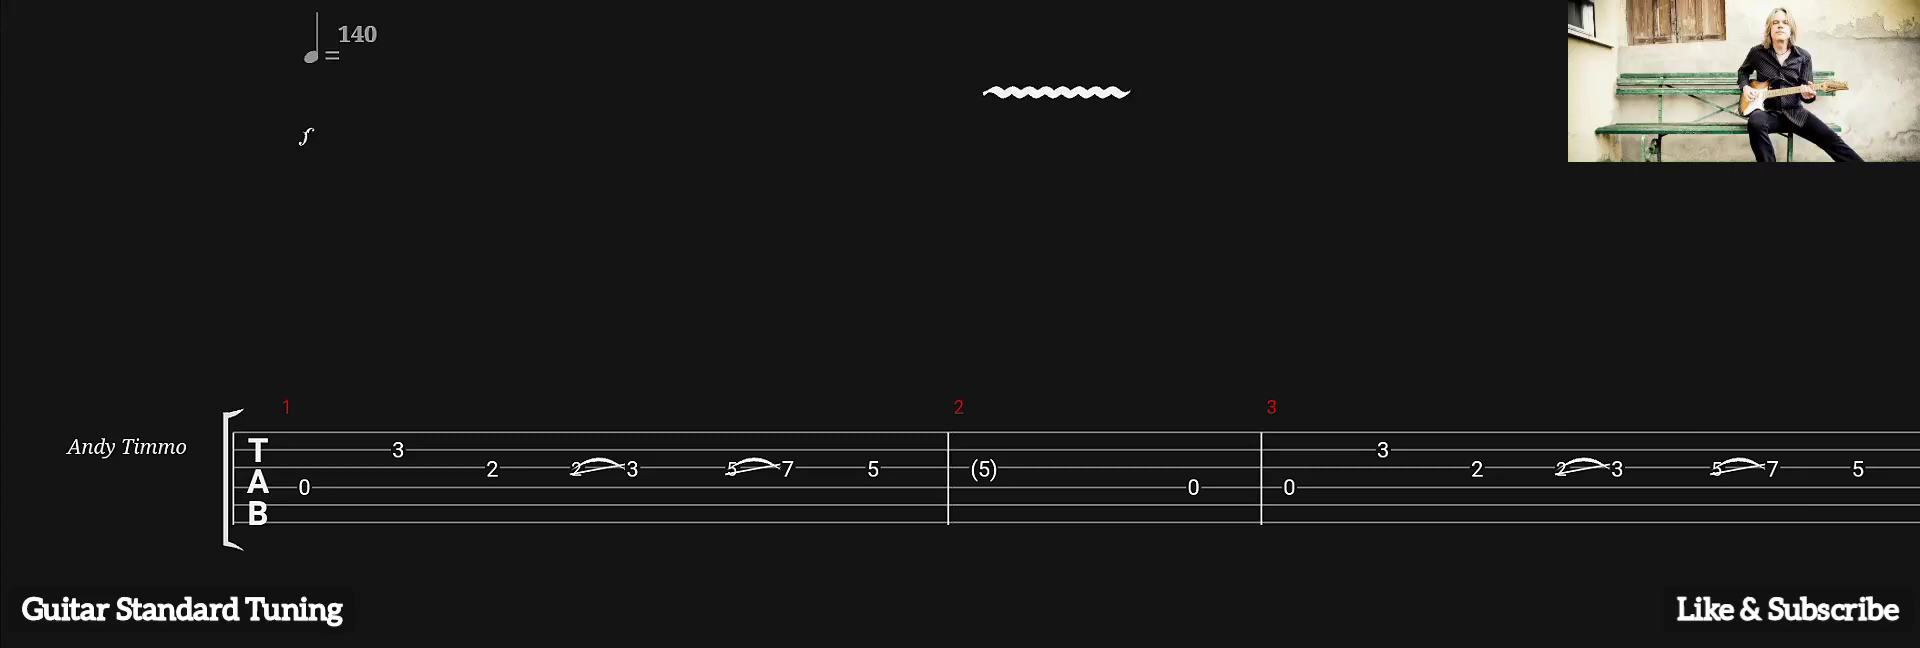 ♩ = 140
f
1 2 3
Andy Timmo
T 3 3
2 2 3 5 7 5 (5) 2 2 3 5 7 5
A 0 0 0
B
Guitar Standard Tuning
Like & Subscribe